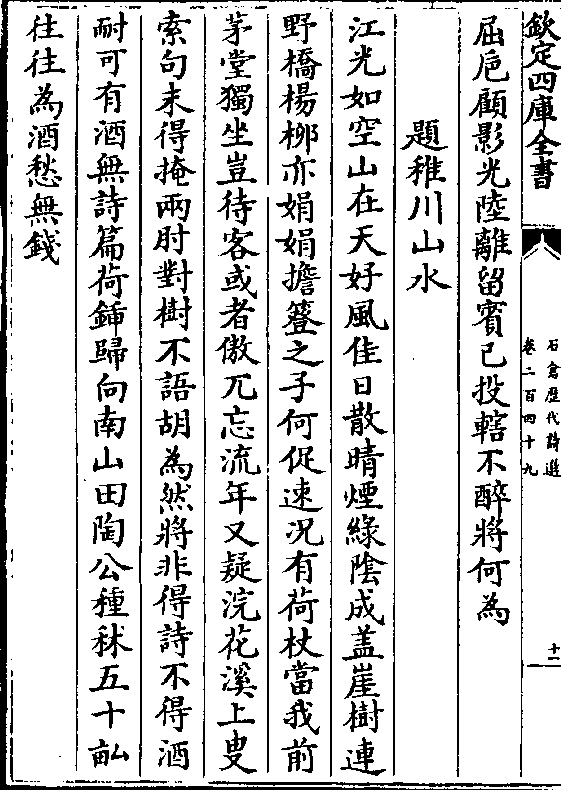 欽定四庫全書
石倉歷代詩選
卷二百四十九
十一
屈巵顧影光陸離留賓已投轄不醉將何為
題稚川山水
江光如空山在天好風佳日散晴煙綠陰成盖崖樹連
野橋楊栁亦娟娟擔簦之子何促速况有荷杖當我前
茅堂獨坐豈待客或者傲兀忘流年又疑浣花溪上叟
索句未得掩兩肘對樹不語胡為然將非得詩不得酒
耐可有酒無詩篇荷鍤歸向南山田陶公種秫五十畝
往往為酒愁無錢